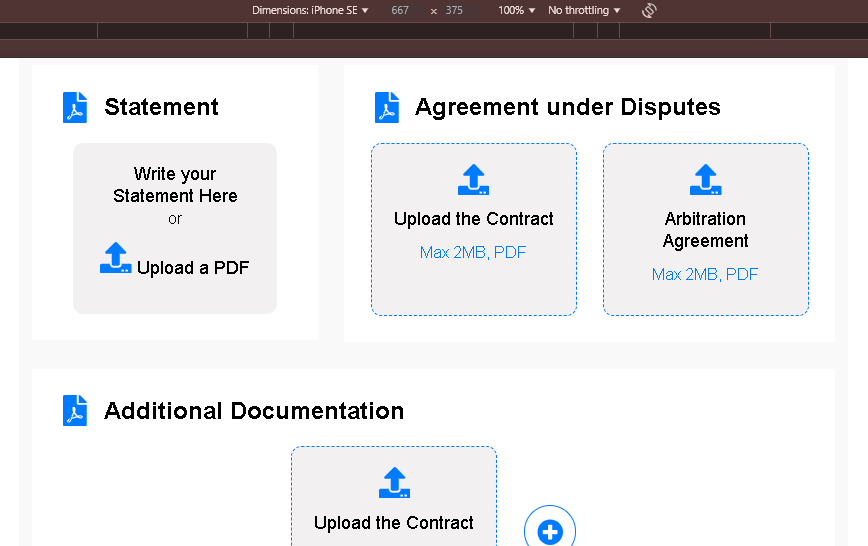 Dimensions: iPhone SE ▼ 667 x 375 100% ▼ No throttling ▼
Statement
Write your
Statement Here
or
Upload a PDF
Agreement under Disputes
Upload the Contract
Max 2MB, PDF
Arbitration
Agreement
Max 2MB, PDF
Additional Documentation
Upload the Contract